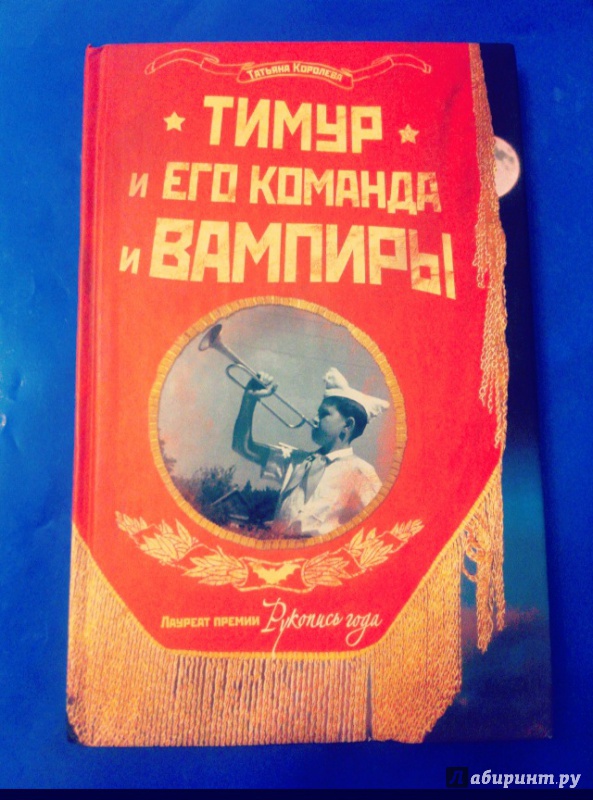 Татьяна Королева
ТИМУР
и ЕГО КОМАНДА
и ВАМПИРЫ
Лауреат премии Рукопись года
Лабиринт.ру